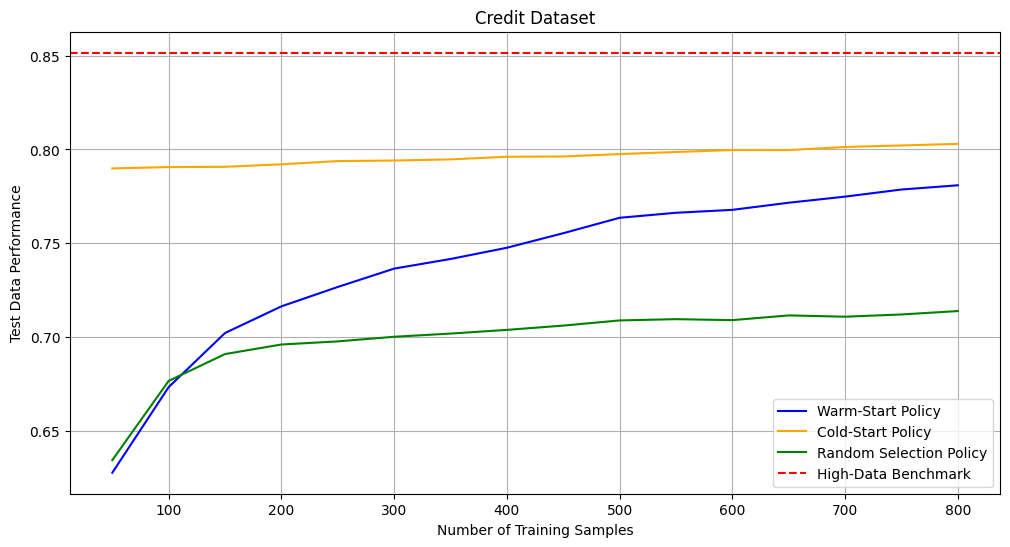 Credit Dataset
Test Data Performance
0.85
0.80
0.75
0.70
0.65
100 200 300 400 500 600 700 800
Number of Training Samples
Warm-Start Policy
Cold-Start Policy
Random Selection Policy
High-Data Benchmark